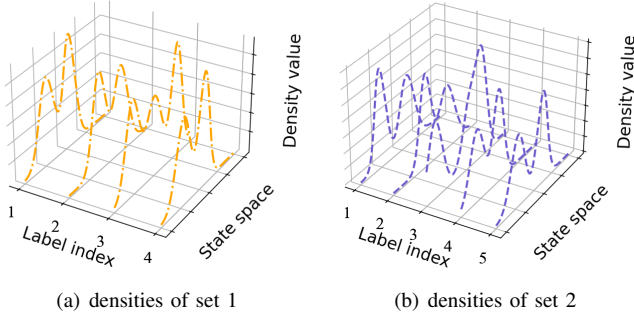 Density value
State space
Label index
1
2
3
4
(a) densities of set 1
Density value
State space
Label index
1
2
3
4
5
(b) densities of set 2